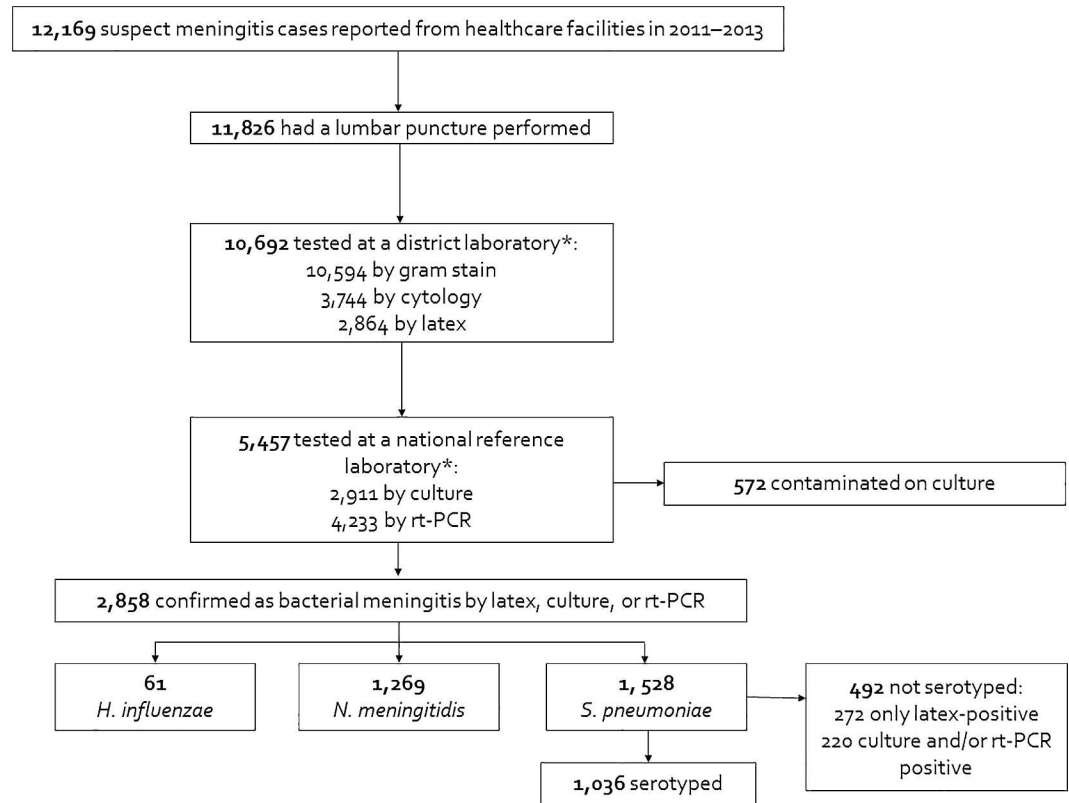 12,169 suspect meningitis cases reported from healthcare facilities in 2011–2013
11,826 had a lumbar puncture performed
10,692 tested at a district laboratory*:
10,594 by gram stain
3,744 by cytology
2,864 by latex
5,457 tested at a national reference
laboratory*:
2,911 by culture
4,233 by rt-PCR
572 contaminated on culture
2,858 confirmed as bacterial meningitis by latex, culture, or rt-PCR
61
H. influenzae
1,269
N. meningitidis
1, 528
S. pneumoniae
492 not serotyped:
272 only latex-positive
220 culture and/or rt-PCR
positive
1,036 serotyped